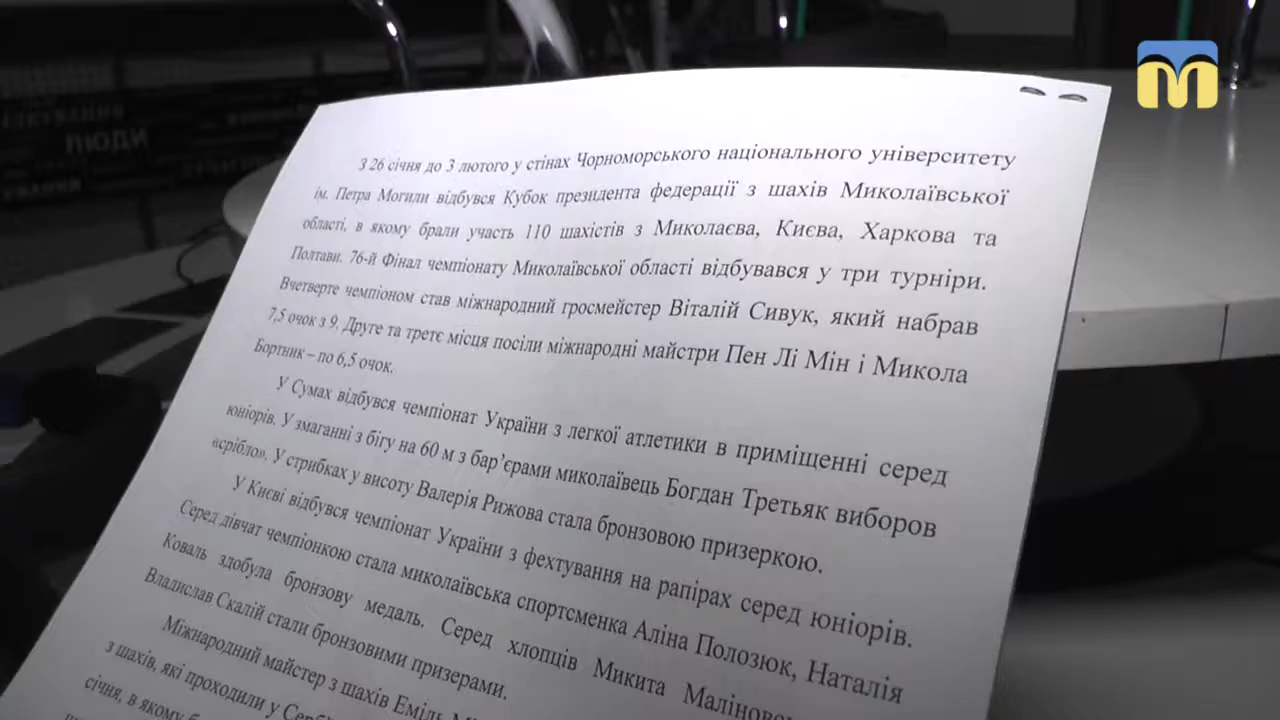 ЛЮДИ
З 26 січня до 3 лютого у стінах Чорноморського національного університету
ім. Петра Могили відбувся Кубок президента федерації з шахів Миколаївської
області, в якому брали участь 110 шахістів з Миколаєва, Києва, Харкова та
Полтави. 76-й Фінал чемпіонату Миколаївської області відбувався у три турніри.
Вчетверте чемпіоном став міжнародний гросмейстер Віталій Сивук, який набрав
7,5 очок з 9. Друге та третє місця посіли міжнародні майстри Пен Лі Мін і Микола
Бортник – по 6,5 очок.
У Сумах відбувся чемпіонат України з легкої атлетики в приміщенні серед
юніорів. У змаганні з бігу на 60 м з бар’єрами миколаївець Богдан Третьяк виборов
«срібло». У стрибках у висоту Валерія Рижова стала бронзовою призеркою.
У Києві відбувся чемпіонат України з фехтування на рапірах серед юніорів.
Серед дівчат чемпіонкою стала миколаївська спортсменка Аліна Полозюк, Наталія
Коваль здобула бронзову медаль. Серед хлопців Микита
Владислав Скалій стали бронзовими призерами.
Міжнародний майстер з шахів Еміль
з шахів, які проходили у
січня, в якому